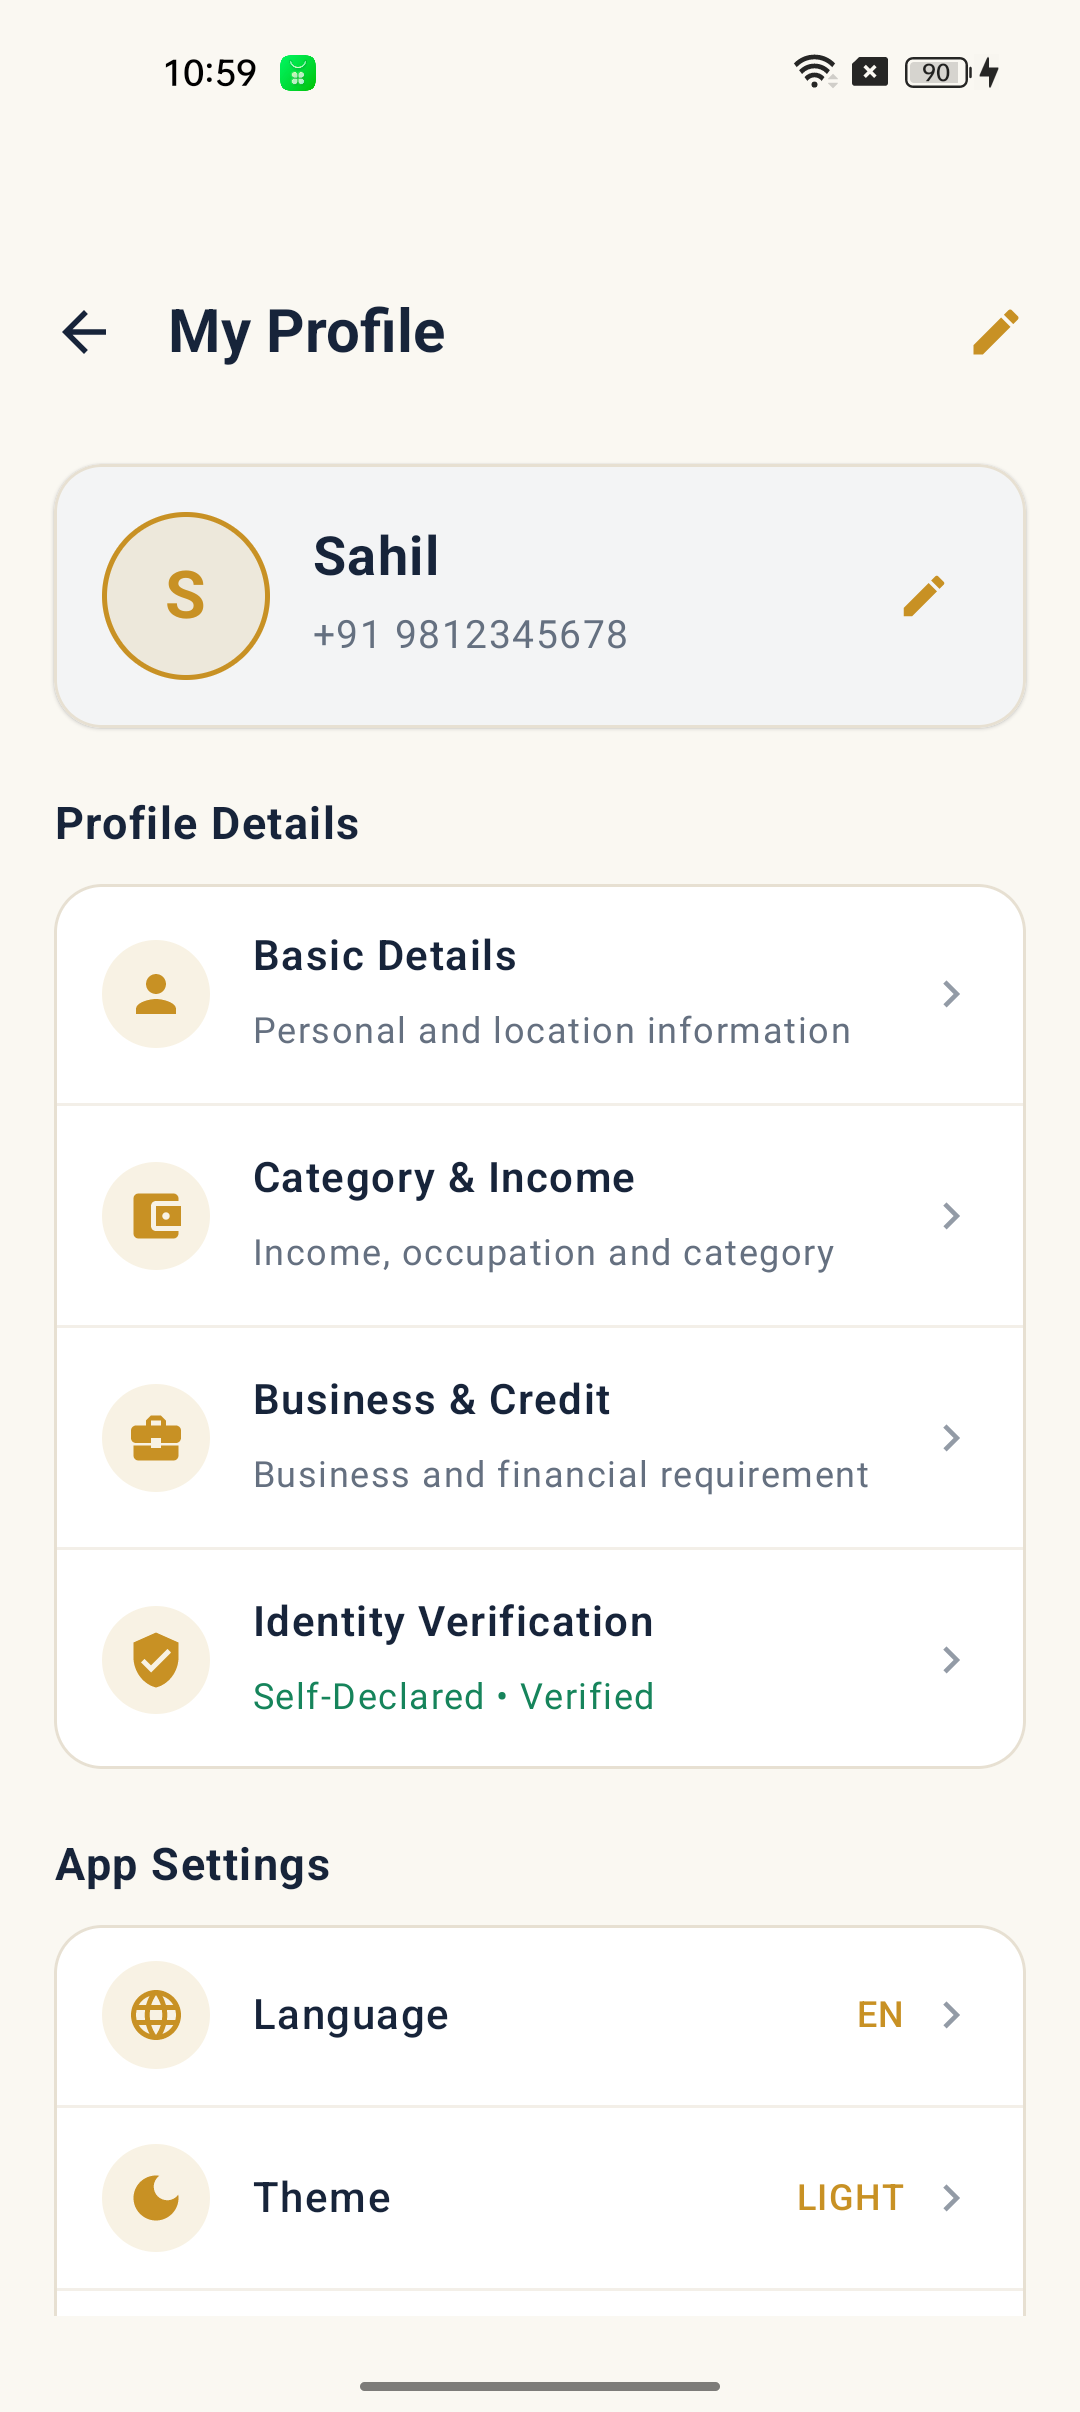 10:59
90
My Profile
S
Sahil
+91 9812345678
Profile Details
Basic Details
Personal and location information
Category & Income
Income, occupation and category
Business & Credit
Business and financial requirement
Identity Verification
Self-Declared • Verified
App Settings
Language EN
Theme LIGHT